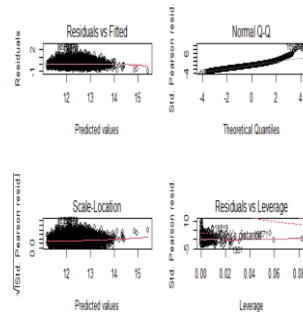 Residuals vs Fitted
Residuals
-1 2
12 13 14 15
Predicted values
Normal Q-Q
Std. Pearson resid.
-4 6
-4 -2 0 2 4
Theoretical Quantiles
Scale-Location
√|Std. Pearson resid.|
0
12 13 14 15
Predicted values
Residuals vs Leverage
Std. Pearson resid.
10
0.00 0.02 0.04 0.06 0.08
Leverage